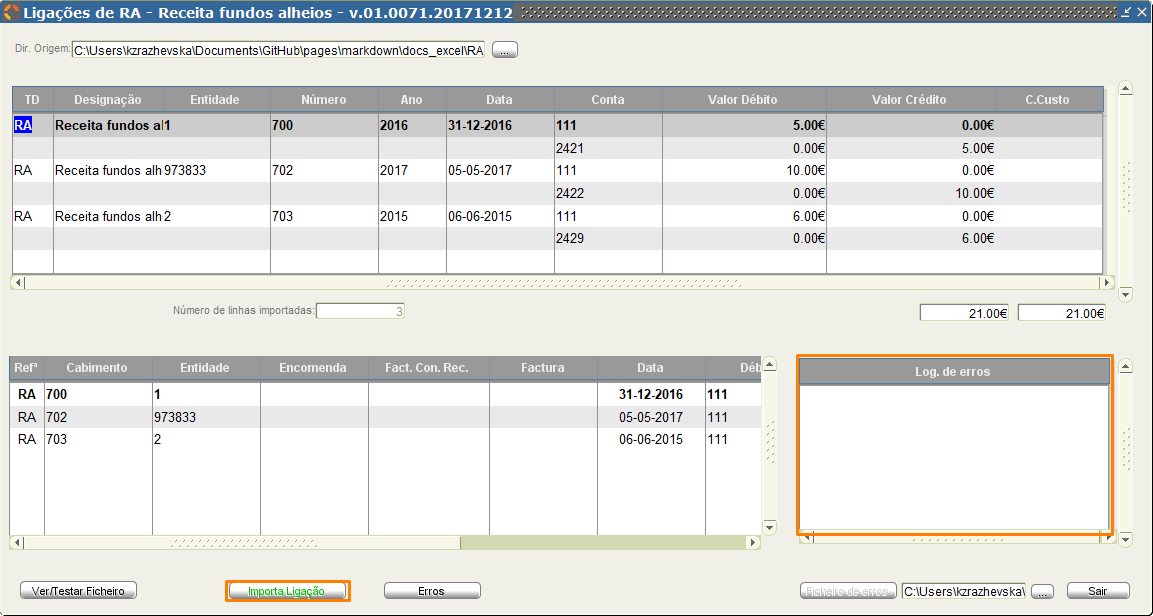 Ligações de RA - Receita fundos alheios - v.01.0071.20171212
Dir. Origem: C:\Users\kzrazhevska\Documents\GitHub\pages\markdown\docs_excel\RA ...
TD Designação Entidade Número Ano Data Conta Valor Débito Valor Crédito C.Custo
RA Receita fundos al 1 700 2016 31-12-2016 111 5.00€ 0.00€
2421 0.00€ 5.00€
RA Receita fundos alh 973833 702 2017 05-05-2017 111 10.00€ 0.00€
2422 0.00€ 10.00€
RA Receita fundos alh 2 703 2015 06-06-2015 111 6.00€ 0.00€
2429 0.00€ 6.00€
Número de linhas importadas: 3 21.00€ 21.00€
Refª Cabimento Entidade Encomenda Fact. Con. Rec. Factura Data Déb Log. de erros
RA 700 1 31-12-2016 111
RA 702 973833 05-05-2017 111
RA 703 2 06-06-2015 111
Ver/Testar Ficheiro Importa Ligação Erros Ficheiro de erros C:\Users\kzrazhevska\ ... Sair